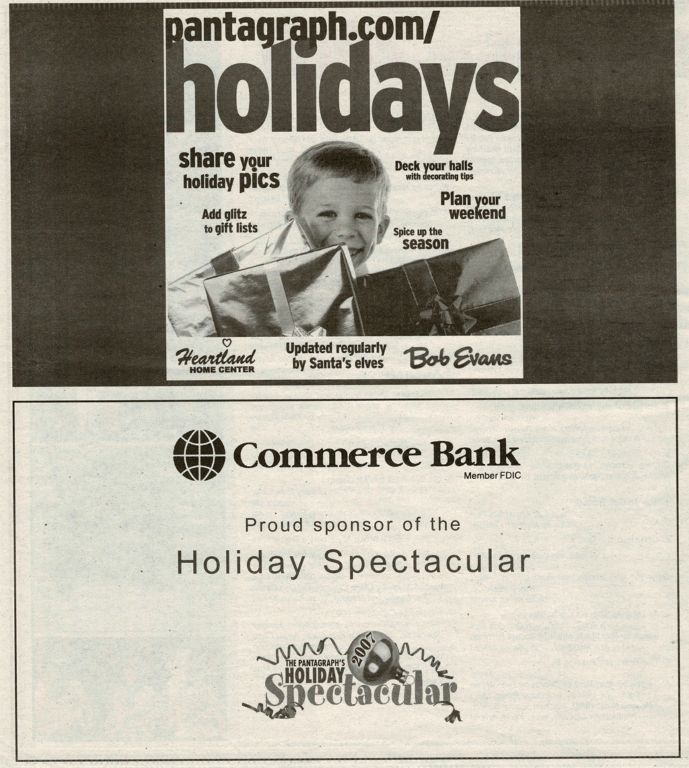 pantagraph.com/
holidays
share your
holiday pics
Deck your halls
with decorating tips
Add glitz
to gift lists
Plan your
weekend
Spice up the
season
Heartland
HOME CENTER
Updated regularly
by Santa's elves
Bob Evans
Commerce Bank
Member FDIC
Proud sponsor of the
Holiday Spectacular
2007
THE PANTAGRAPH'S
HOLIDAY
Spectacular